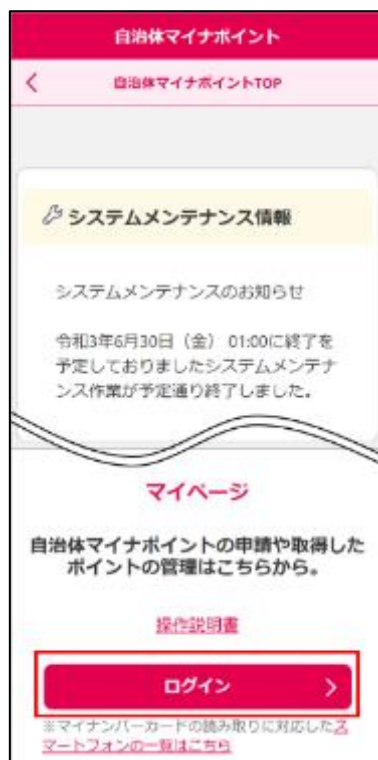 自治体マイナポイント
自治体マイナポイントTOP
システムメンテナンス情報
システムメンテナンスのお知らせ
令和3年6月30日（金） 01:00に終了を
予定しておりましたシステムメンテナ
ンス作業が予定通り終了しました。
マイページ
自治体マイナポイントの申請や取得した
ポイントの管理はこちらから。
操作説明書
ログイン
※マイナンバーカードの読み取りに対応したス
マートフォンの一覧はこちら